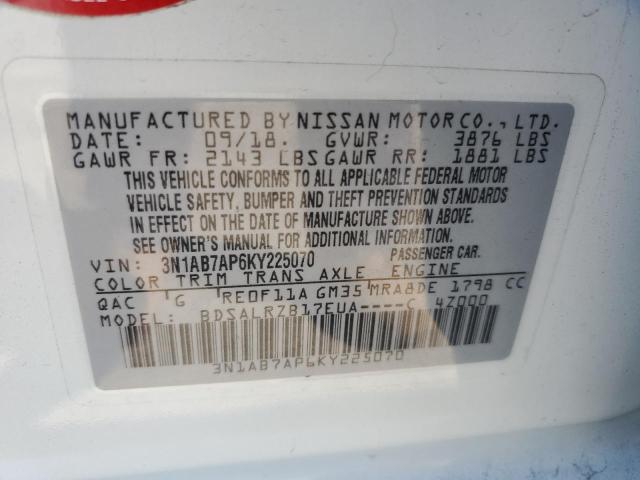 MANUFACTURED BY NISSAN MOTOR CO., LTD.
DATE: 09/18. GVWR: 3876 LBS
GAWR FR: 2143 LBS GAWR RR: 1881 LBS
THIS VEHICLE CONFORMS TO ALL APPLICABLE FEDERAL MOTOR
VEHICLE SAFETY, BUMPER AND THEFT PREVENTION STANDARDS
IN EFFECT ON THE DATE OF MANUFACTURE SHOWN ABOVE.
SEE OWNER'S MANUAL FOR ADDITIONAL INFORMATION.
VIN: 3N1AB7AP6KY225070 PASSENGER CAR.
COLOR TRIM TRANS AXLE ENGINE
QAC G RE0F11A GM35 MRA8DE 1798 CC
MODEL: BDSALRZB17EUA----C 4Z000
3N1AB7AP6KY225070